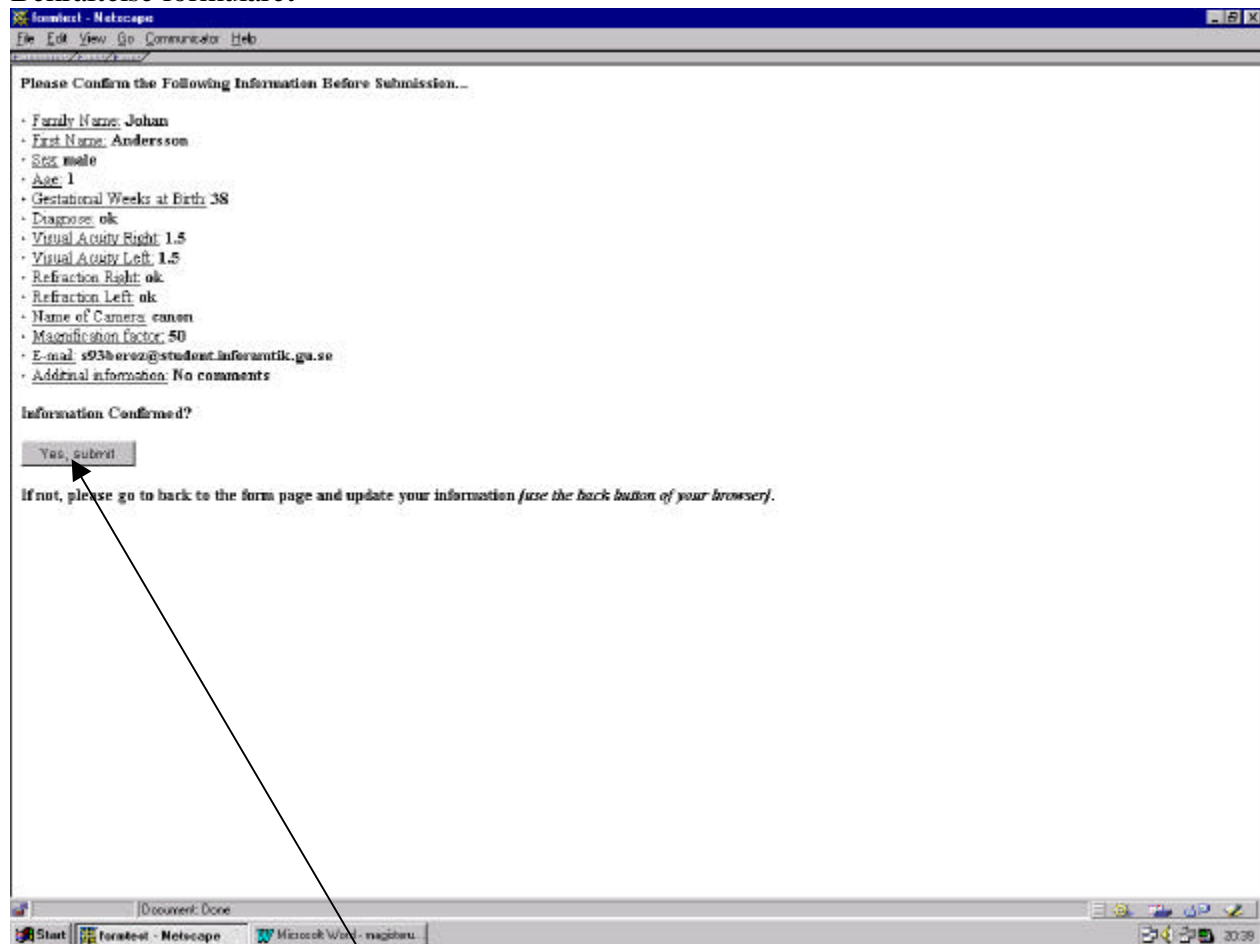 formtest - Netscape
File Edit View Go Communicator Help
Please Confirm the Following Information Before Submission...
· Family Name: Johan
· First Name: Andersson
· Sex: male
· Age: 1
· Gestational Weeks at Birth: 38
· Diagnose: ok
· Visual Acuity Right: 1.5
· Visual Acuity Left: 1.5
· Refraction Right: ok
· Refraction Left: ok
· Name of Camera: canon
· Magnification factor: 50
· E-mail: s93berez@student.inforamtik.gu.se
· Additinal information: No comments
Information Confirmed?
Yes, submit
If not, please go to back to the form page and update your information [use the back button of your browser].
Document: Done
Start formtest - Netscape Microsoft Word - magisteru... 20:39